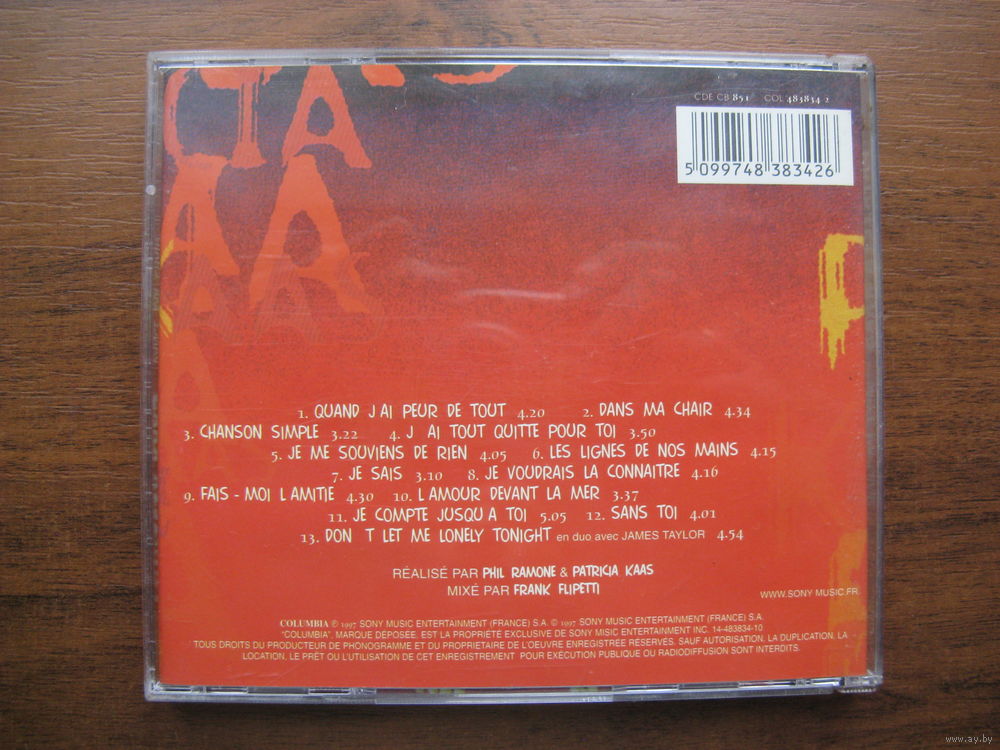 CDE CB 851 COL 483834 2
5 099748 383426
1. QUAND J AI PEUR DE TOUT 4.20 2. DANS MA CHAIR 4.34
3. CHANSON SIMPLE 3.22 4. J AI TOUT QUITTE POUR TOI 3.50
5. JE ME SOUVIENS DE RIEN 4.05 6. LES LIGNES DE NOS MAINS 4.15
7. JE SAIS 3.10 8. JE VOUDRAIS LA CONNAITRE 4.16
9. FAIS - MOI L AMITIE 4.30 10. L AMOUR DEVANT LA MER 3.37
11. JE COMPTE JUSQU A TOI 5.05 12. SANS TOI 4.01
13. DON T LET ME LONELY TONIGHT en duo avec JAMES TAYLOR 4.54
RÉALISÉ PAR PHIL RAMONE & PATRICIA KAAS
MIXÉ PAR FRANK FLIPETTI
WWW.SONY MUSIC.FR
COLUMBIA ℗ 1997 SONY MUSIC ENTERTAINMENT (FRANCE) S.A. © 1997 SONY MUSIC ENTERTAINMENT (FRANCE) S.A.
"COLUMBIA", MARQUE DÉPOSÉE. EST LA PROPRIÉTÉ EXCLUSIVE DE SONY MUSIC ENTERTAINMENT INC. 14-483834-10
TOUS DROITS DU PRODUCTEUR DE PHONOGRAMME ET DU PROPRIETAIRE DE L'OEUVRE ENREGISTRÉE RÉSERVÉS. SAUF AUTORISATION, LA DUPLICATION, LA
LOCATION, LE PRÊT OU L'UTILISATION DE CET ENREGISTREMENT POUR EXÉCUTION PUBLIQUE OU RADIODIFFUSION SONT INTERDITS.
www.ay.by